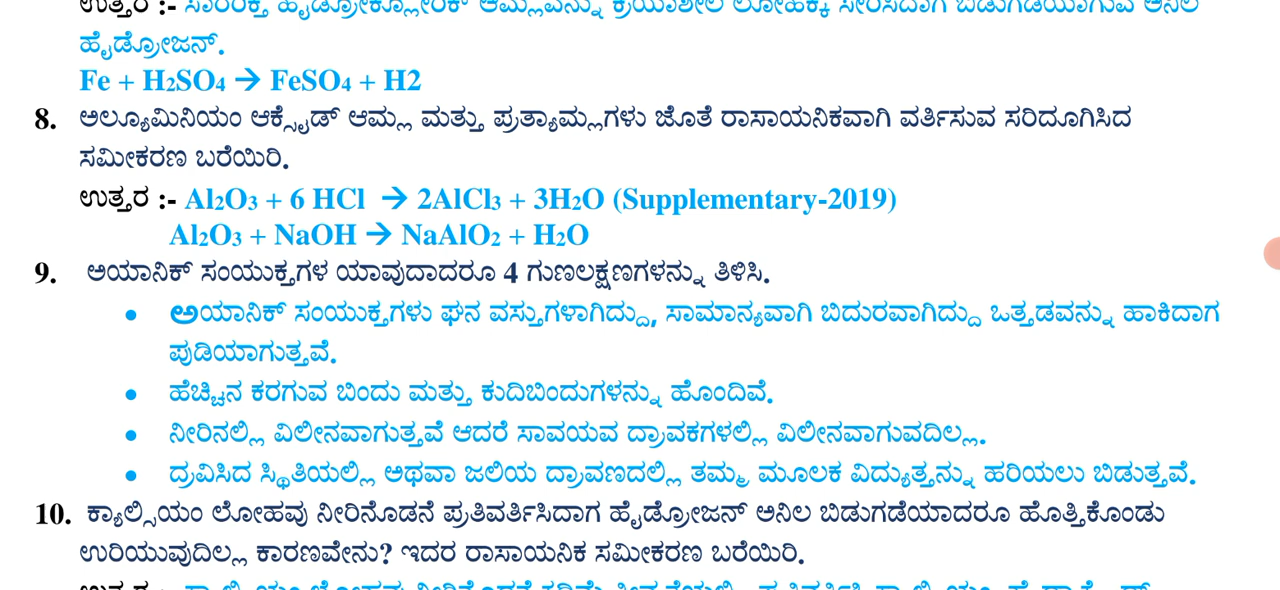 ಹೈಡ್ರೋಜನ್.
Fe + H₂SO₄ → FeSO₄ + H2
8. ಅಲ್ಯೂಮಿನಿಯಂ ಆಕ್ಸೈಡ್ ಆಮ್ಲ ಮತ್ತು ಪ್ರತ್ಯಾಮ್ಲಗಳು ಜೊತೆ ರಾಸಾಯನಿಕವಾಗಿ ವರ್ತಿಸುವ ಸರಿದೂಗಿಸಿದ
ಸಮೀಕರಣ ಬರೆಯಿರಿ.
ಉತ್ತರ :- Al₂O₃ + 6 HCl → 2AlCl₃ + 3H₂O (Supplementary-2019)
Al₂O₃ + NaOH → NaAlO₂ + H₂O
9. ಅಯಾನಿಕ್ ಸಂಯುಕ್ತಗಳ ಯಾವುದಾದರೂ 4 ಗುಣಲಕ್ಷಣಗಳನ್ನು ತಿಳಿಸಿ.
• ಅಯಾನಿಕ್ ಸಂಯುಕ್ತಗಳು ಘನ ವಸ್ತುಗಳಾಗಿದ್ದು, ಸಾಮಾನ್ಯವಾಗಿ ಬಿದುರವಾಗಿದ್ದು ಒತ್ತಡವನ್ನು ಹಾಕಿದಾಗ
ಪುಡಿಯಾಗುತ್ತವೆ.
• ಹೆಚ್ಚಿನ ಕರಗುವ ಬಿಂದು ಮತ್ತು ಕುದಿಬಿಂದುಗಳನ್ನು ಹೊಂದಿವೆ.
• ನೀರಿನಲ್ಲಿ ವಿಲೀನವಾಗುತ್ತವೆ ಆದರೆ ಸಾವಯವ ದ್ರಾವಕಗಳಲ್ಲಿ ವಿಲೀನವಾಗುವದಿಲ್ಲ.
• ದ್ರವಿಸಿದ ಸ್ಥಿತಿಯಲ್ಲಿ ಅಥವಾ ಜಲಿಯ ದ್ರಾವಣದಲ್ಲಿ ತಮ್ಮ ಮೂಲಕ ವಿದ್ಯುತ್ತನ್ನು ಹರಿಯಲು ಬಿಡುತ್ತವೆ.
10. ಕ್ಯಾಲ್ಸಿಯಂ ಲೋಹವು ನೀರಿನೊಡನೆ ಪ್ರತಿವರ್ತಿಸಿದಾಗ ಹೈಡ್ರೋಜನ್ ಅನಿಲ ಬಿಡುಗಡೆಯಾದರೂ ಹೊತ್ತಿಕೊಂಡು
ಉರಿಯುವುದಿಲ್ಲ ಕಾರಣವೇನು? ಇದರ ರಾಸಾಯನಿಕ ಸಮೀಕರಣ ಬರೆಯಿರಿ.